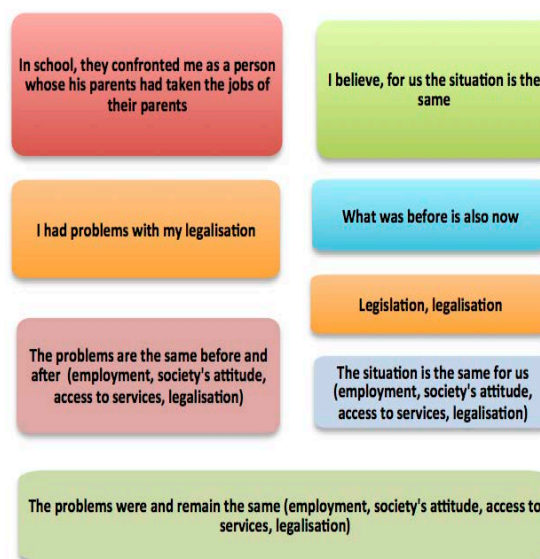 In school, they confronted me as a person
whose his parents had taken the jobs of
their parents
I believe, for us the situation is the
same
I had problems with my legalisation
What was before is also now
Legislation, legalisation
The problems are the same before and
after (employment, society's attitude,
access to services, legalisation)
The situation is the same for us
(employment, society's attitude,
access to services, legalisation)
The problems were and remain the same (employment, society's attitude, access to
services, legalisation)